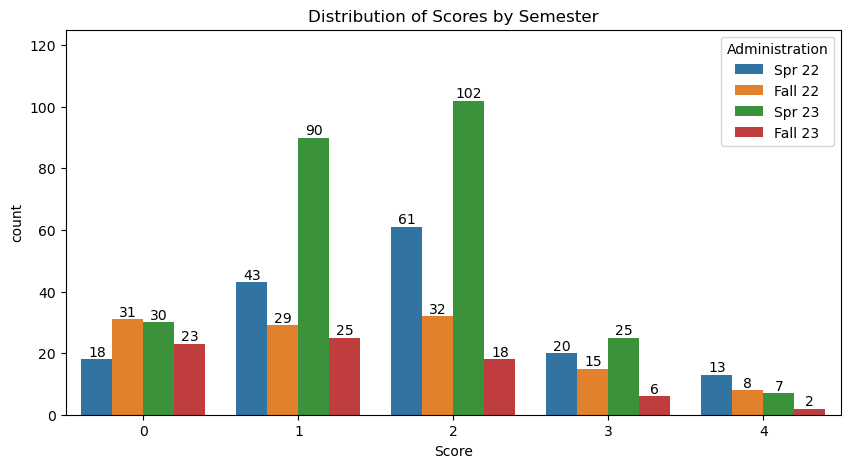 Distribution of Scores by Semester
120
100
80
60
40
20
0
count
Administration
Spr 22
Fall 22
Spr 23
Fall 23
18 31 30 23
43 29 90 25
61 32 102 18
20 15 25 6
13 8 7 2
0 1 2 3 4
Score